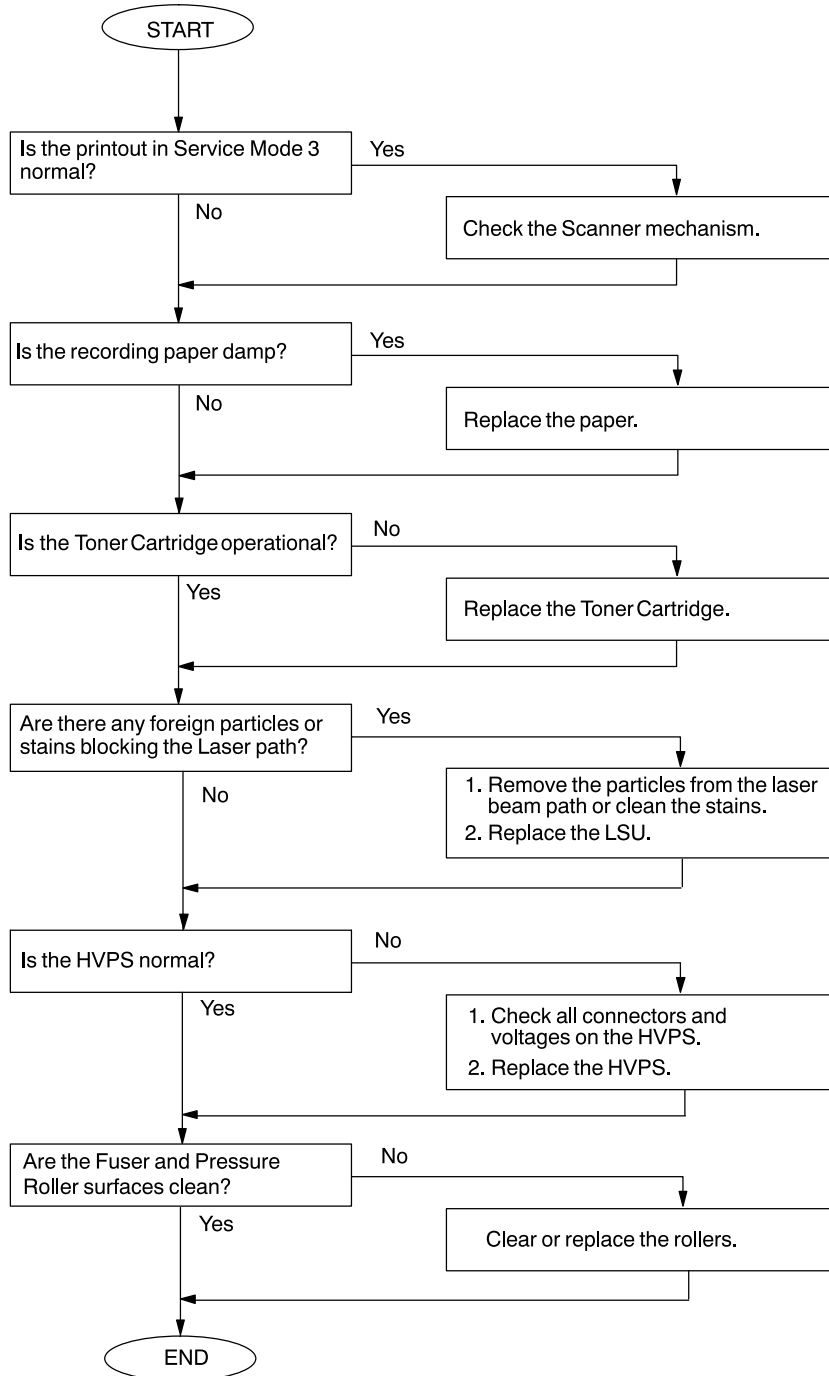 START
Is the printout in Service Mode 3
normal?
Yes
No
Check the Scanner mechanism.
Is the recording paper damp?
Yes
No
Replace the paper.
Is the Toner Cartridge operational?
No
Yes
Replace the Toner Cartridge.
Are there any foreign particles or
stains blocking the Laser path?
Yes
No
1. Remove the particles from the laser
beam path or clean the stains.
2. Replace the LSU.
Is the HVPS normal?
No
Yes
1. Check all connectors and
voltages on the HVPS.
2. Replace the HVPS.
Are the Fuser and Pressure
Roller surfaces clean?
No
Yes
Clear or replace the rollers.
END